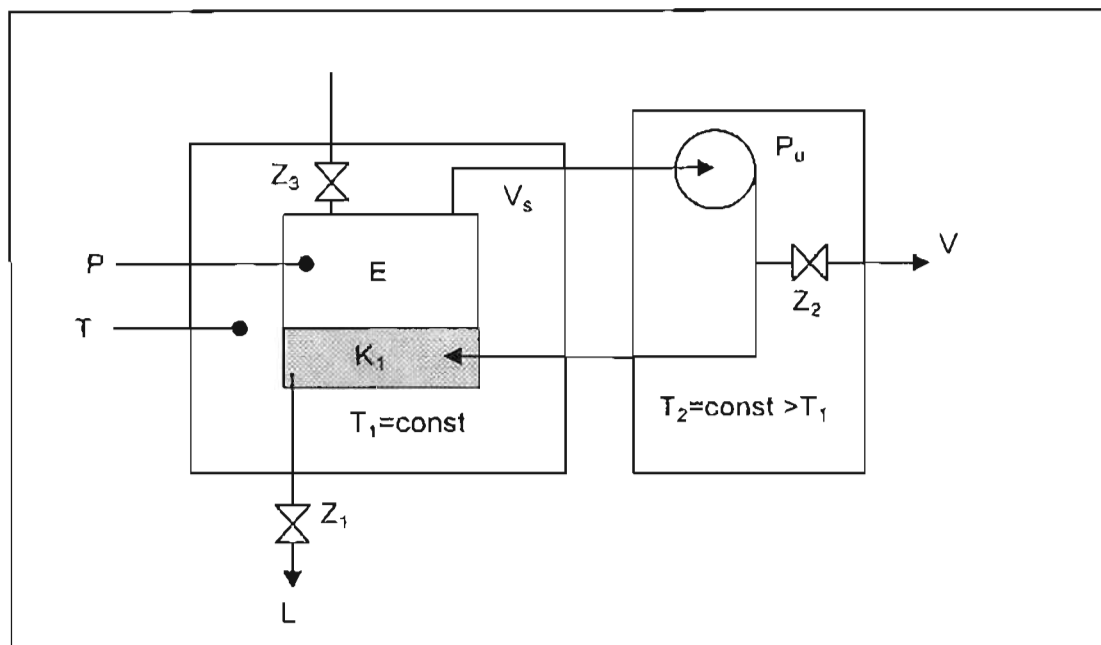 Z₃
Pᵤ
Vₛ
P
E
V
Z₂
T
K₁
T₁=const
T₂=const >T₁
Z₁
L